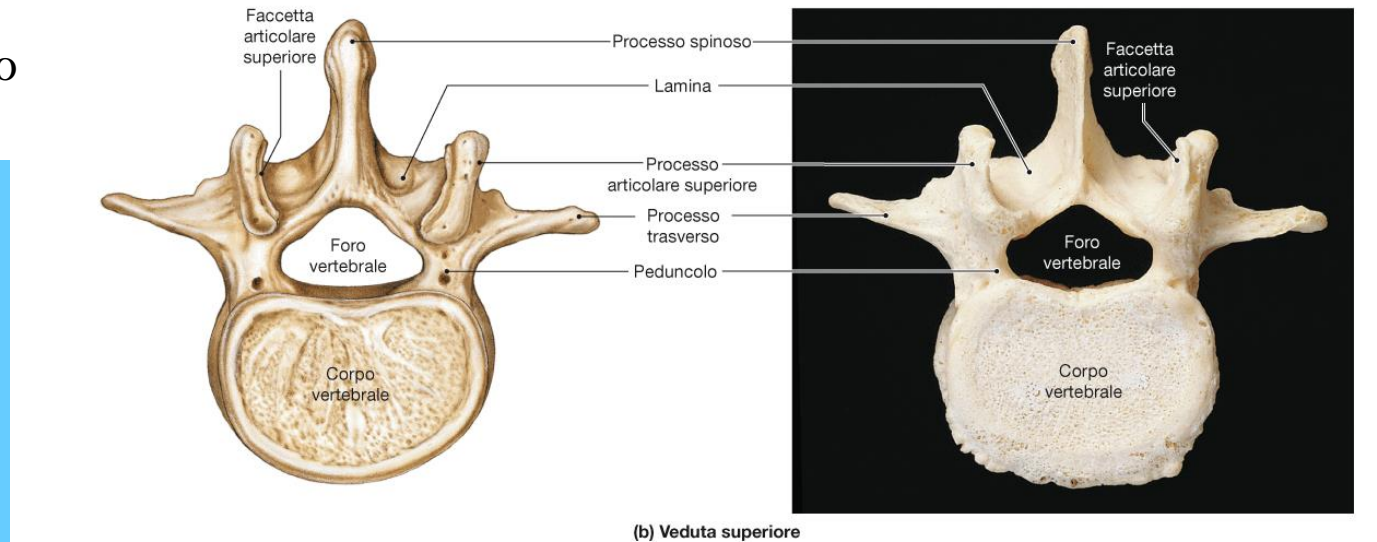 o
Faccetta
articolare
superiore
Processo spinoso
Lamina
Processo
articolare superiore
Processo
trasverso
Peduncolo
Foro
vertebrale
Corpo
vertebrale
Faccetta
articolare
superiore
Foro
vertebrale
Corpo
vertebrale
(b) Veduta superiore